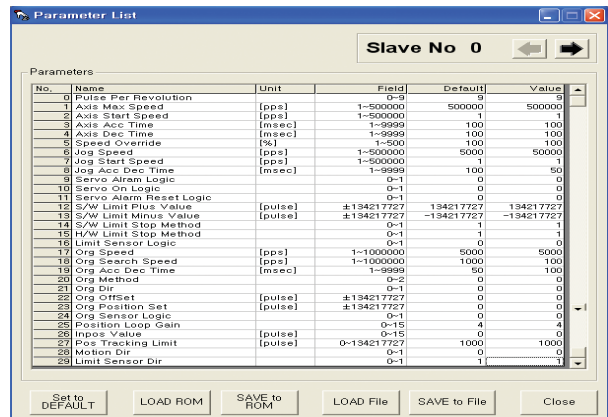 Parameter List
Slave No 0
Parameters
No, Name Unit Field Default Value
0 Pulse Per Revolution 0~9 9 9
1 Axis Max Speed [pps] 1~500000 500000 500000
2 Axis Start Speed [pps] 1~500000 1 1
3 Axis Acc Time [msec] 1~9999 100 100
4 Axis Dec Time [msec] 1~9999 100 100
5 Speed Override [%] 1~500 100 100
6 Jog Speed [pps] 1~500000 5000 50000
7 Jog Start Speed [pps] 1~500000 1 1
8 Jog Acc Dec Time [msec] 1~9999 100 50
9 Servo Alram Logic 0~1 0 0
10 Servo On Logic 0~1 0 0
11 Servo Alarm Reset Logic 0~1 0 0
12 S/W Limit Plus Value [pulse] ±134217727 134217727 134217727
13 S/W Limit Minus Value [pulse] ±134217727 -134217727 -134217727
14 S/W Limit Stop Method 0~1 1 1
15 H/W Limit Stop Method 0~1 1 1
16 Limit Sensor Logic 0~1 0 0
17 Org Speed [pps] 1~1000000 5000 5000
18 Org Search Speed [pps] 1~1000000 1000 100
19 Org Acc Dec Time [msec] 1~9999 50 100
20 Org Method 0~2 0 0
21 Org Dir 0~1 0 0
22 Org OffSet [pulse] ±134217727 0 0
23 Org Position Set [pulse] ±134217727 0 0
24 Org Sensor Logic 0~1 0 0
25 Position Loop Gain 0~15 4 4
26 Inpos Value [pulse] 0~15 0 0
27 Pos Tracking Limit [pulse] 0~134217727 1000 1000
28 Motion Dir 0~1 0 0
29 Limit Sensor Dir 0~1 1 1
Set to DEFAULT LOAD ROM SAVE to ROM LOAD File SAVE to File Close